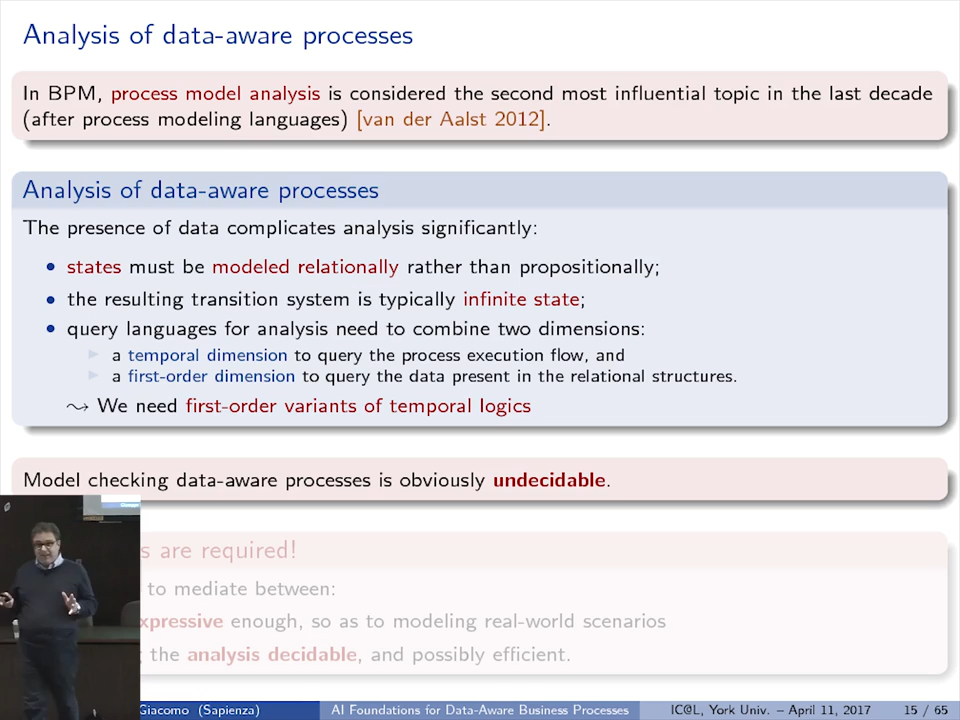 Analysis of data-aware processes
In BPM, process model analysis is considered the second most influential topic in the last decade
(after process modeling languages) [van der Aalst 2012].
Analysis of data-aware processes
The presence of data complicates analysis significantly:
• states must be modeled relationally rather than propositionally;
• the resulting transition system is typically infinite state;
• query languages for analysis need to combine two dimensions:
▶ a temporal dimension to query the process execution flow, and
▶ a first-order dimension to query the data present in the relational structures.
⇝ We need first-order variants of temporal logics
Model checking data-aware processes is obviously undecidable.
are required!
to mediate between:
enough, so as to modeling real-world scenarios
the analysis decidable, and possibly efficient.
Giacomo (Sapienza) AI Foundations for Data-Aware Business Processes IC@L, York Univ. – April 11, 2017 15 / 65